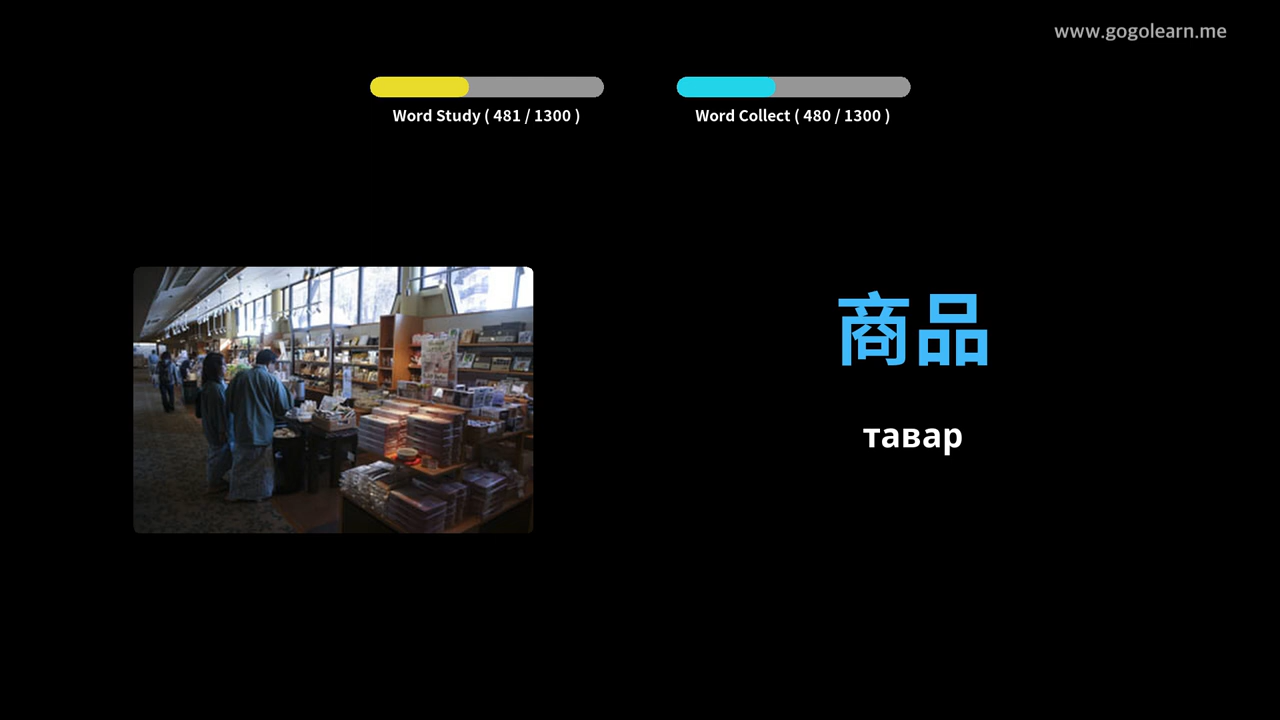 www.gogolearn.me
Word Study ( 481 / 1300 )
Word Collect ( 480 / 1300 )
商品
тавар